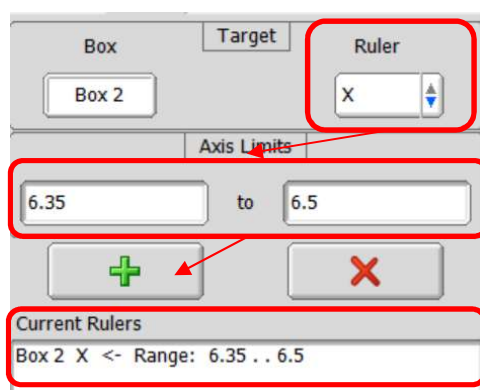 Target
Box Ruler
Box 2 X
Axis Limits
6.35 to 6.5
Current Rulers
Box 2 X <- Range: 6.35 . . 6.5